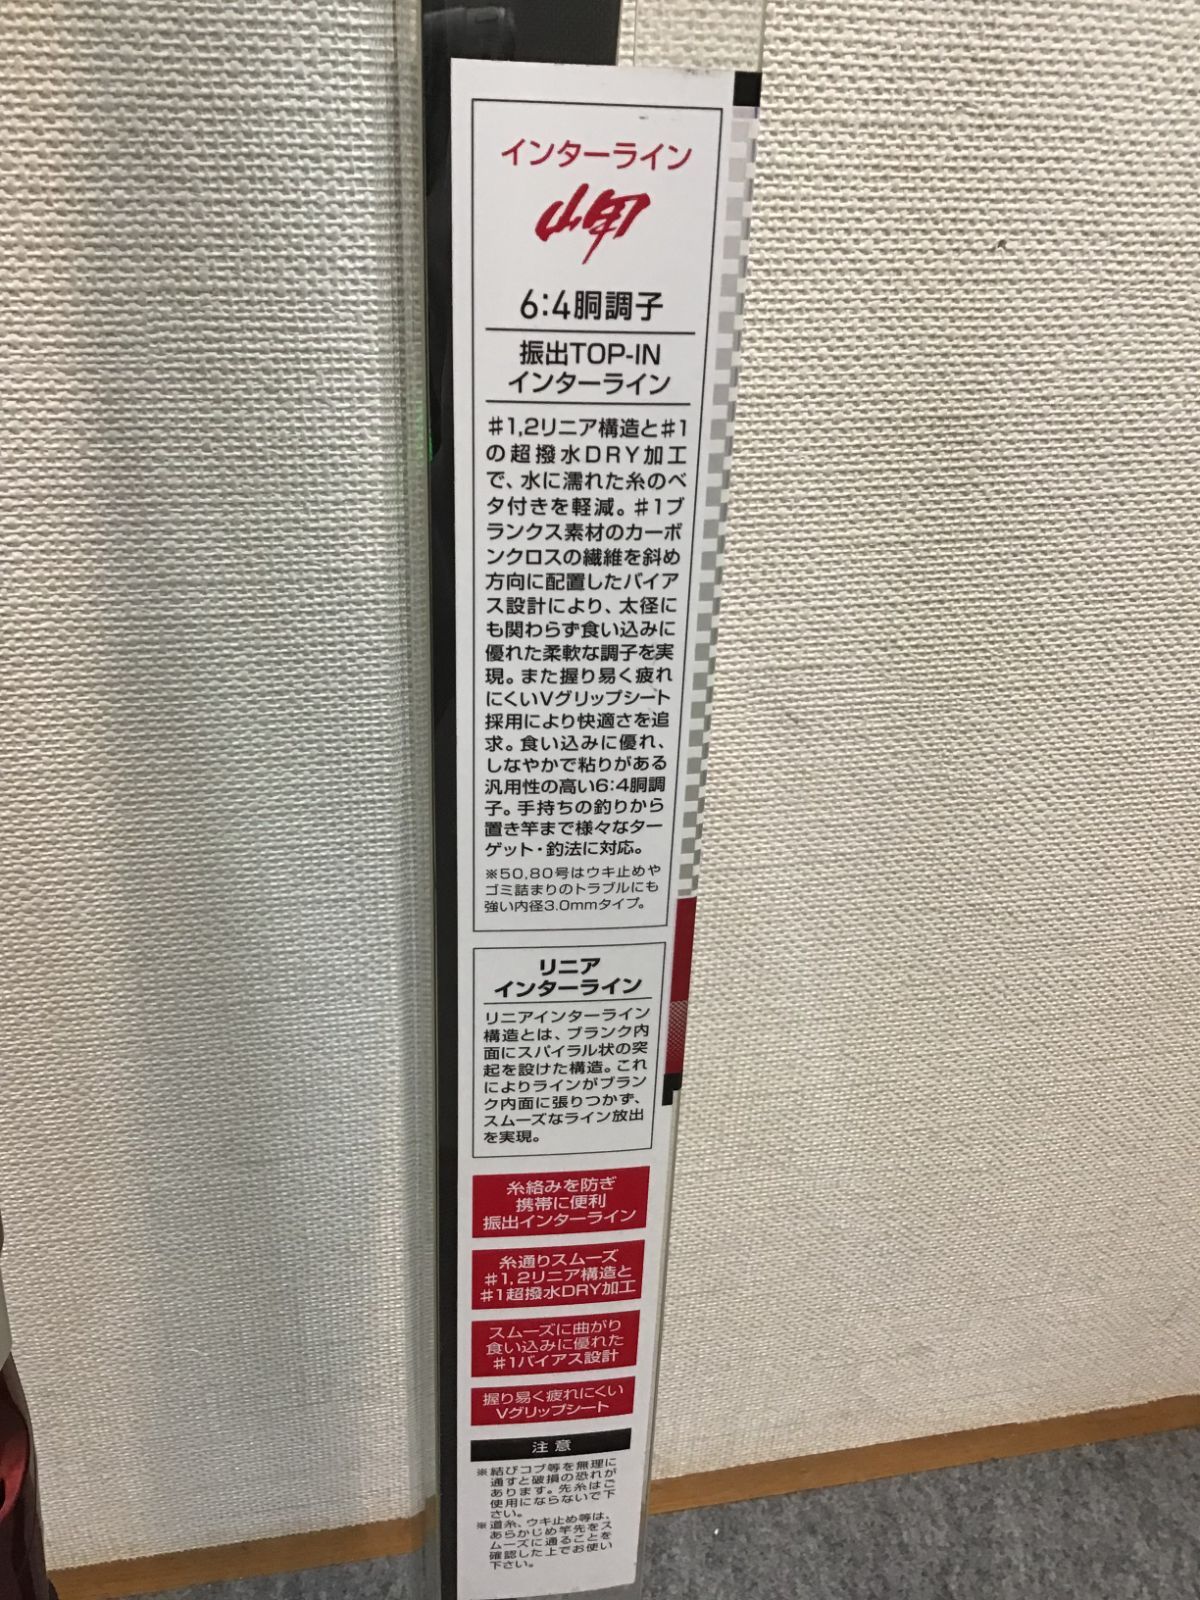 インターライン
岬
6:4胴調子
振出TOP-IN
インターライン
♯1,2リニア構造と♯1
の超撥水DRY加工
で、水に濡れた糸のベ
タ付きを軽減。♯1ブ
ランクス素材のカーボ
ンクロスの繊維を斜め
方向に配置したバイア
ス設計により、太径に
も関わらず食い込みに
優れた柔軟な調子を実
現。また握り易く疲れ
にくいVグリップシート
採用により快適さを追
求。食い込みに優れ、
しなやかで粘りがある
汎用性の高い6:4胴調
子。手持ちの釣りから
置き竿まで様々なター
ゲット・釣法に対応。
※50,80号はウキ止めや
ゴミ詰まりのトラブルにも
強い内径3.0mmタイプ。
リニア
インターライン
リニアインターライン
構造とは、ブランク内
面にスパイラル状の突
起を設けた構造。これ
によりラインがブラン
ク内面に張りつかず、
スムーズなライン放出
を実現。
糸絡みを防ぎ
携帯に便利
振出インターライン
糸通りスムーズ
♯1,2リニア構造と
♯1超撥水DRY加工
スムーズに曲がり
食い込みに優れた
♯1バイアス設計
握り易く疲れにくい
Vグリップシート
注意
※結びコブ等を無理に
通すと破損の恐れが
あります。先糸はご
使用にならないで下
さい。
※道糸、ウキ止め等は、
あらかじめ竿先をス
ムーズに通ることを
確認した上でお使い
下さい。